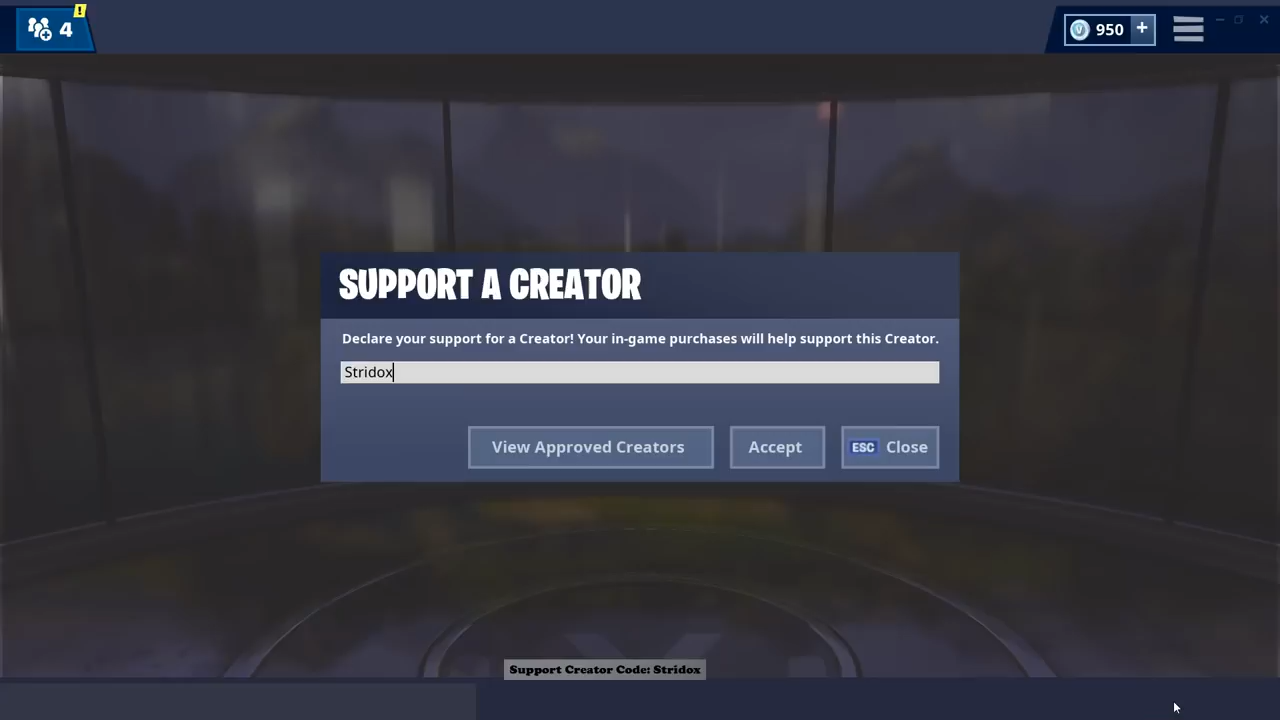 !
4
950 +
SUPPORT A CREATOR
Declare your support for a Creator! Your in-game purchases will help support this Creator.
Stridox
View Approved Creators
Accept
ESC Close
Support Creator Code: Stridox